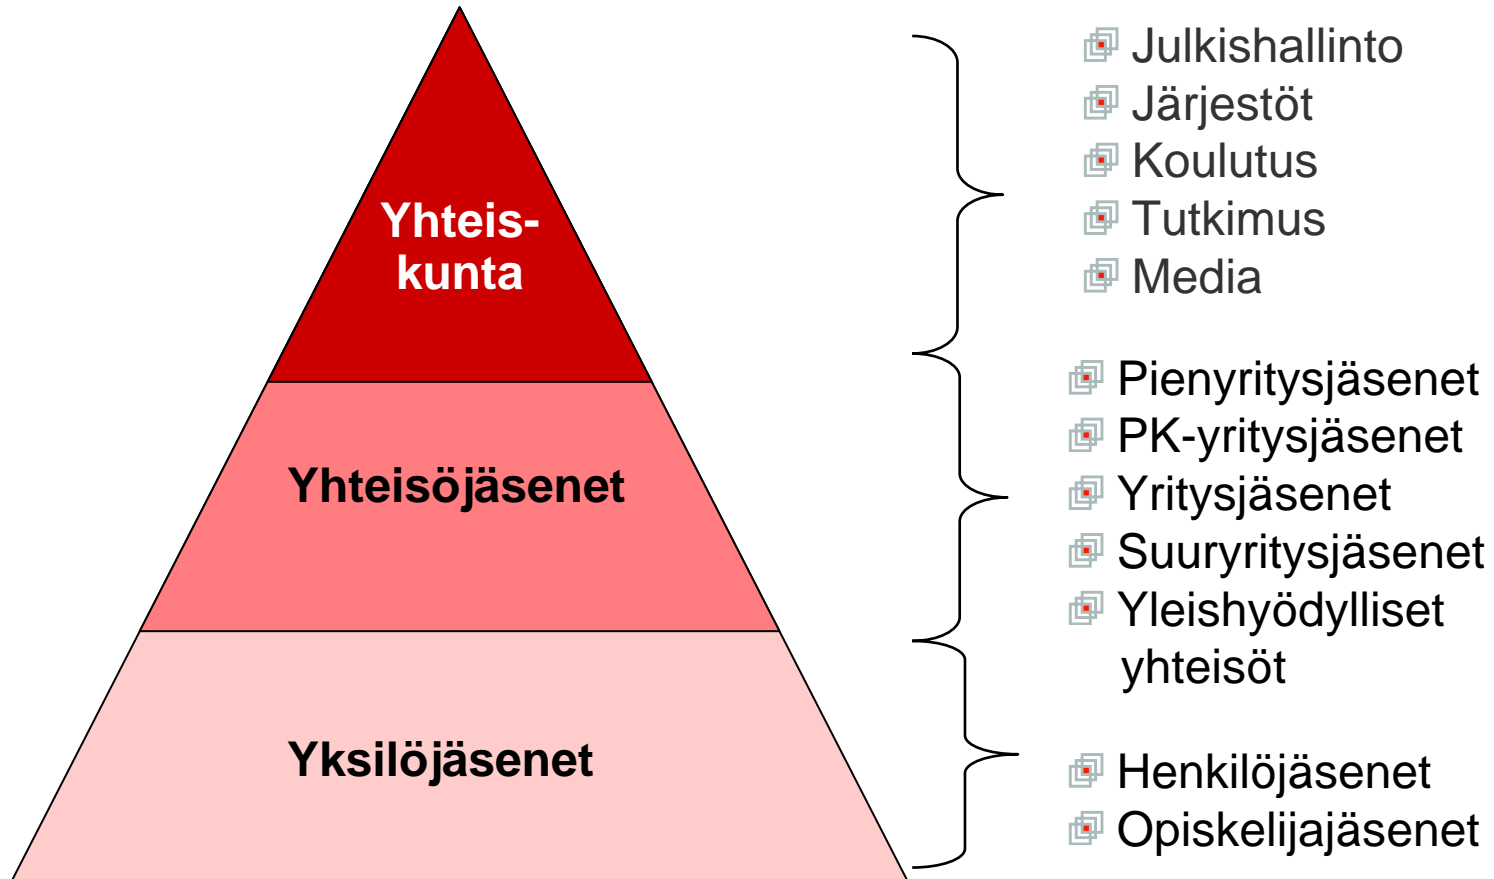 Yhteis-
kunta
Yhteisöjäsenet
Yksilöjäsenet
Julkishallinto
Järjestöt
Koulutus
Tutkimus
Media
Pienyritysjäsenet
PK-yritysjäsenet
Yritysjäsenet
Suuryritysjäsenet
Yleishyödylliset
yhteisöt
Henkilöjäsenet
Opiskelijajäsenet